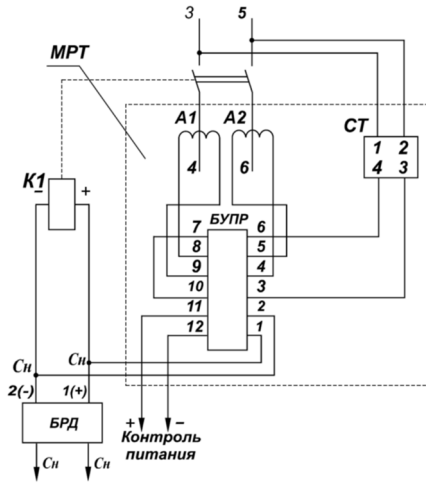 3 5
МРТ
А1 А2
СТ
1 2
4 3
4 6
К1
− +
БУПР
7 6
8 5
9 4
10 3
11 2
12 1
Сн Сн
2(-) 1(+)
БРД
+ −
Контроль
питания
Сн Сн